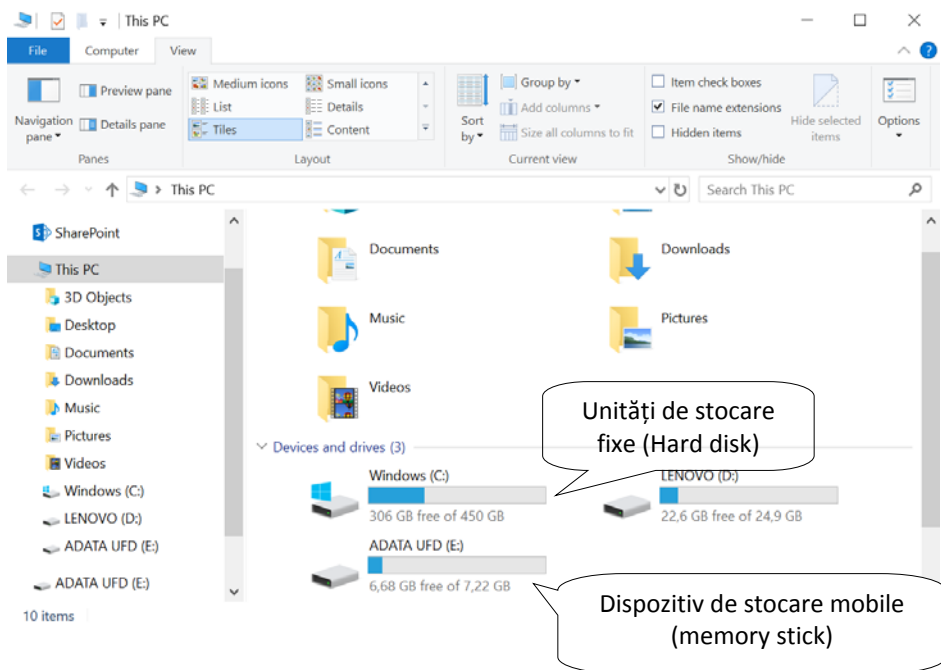 This PC
File Computer View
Navigation pane
Preview pane
Details pane
Panes
Medium icons Small icons
List Details
Tiles Content
Layout
Sort by
Group by
Add columns
Size all columns to fit
Current view
Item check boxes
File name extensions
Hidden items
Hide selected items
Show/hide
Options
This PC
Search This PC
SharePoint
This PC
3D Objects
Desktop
Documents
Downloads
Music
Pictures
Videos
Windows (C:)
LENOVO (D:)
ADATA UFD (E:)
ADATA UFD (E:)
Documents
Downloads
Music
Pictures
Videos
Unități de stocare
fixe (Hard disk)
Devices and drives (3)
Windows (C:)
306 GB free of 450 GB
LENOVO (D:)
22,6 GB free of 24,9 GB
ADATA UFD (E:)
6,68 GB free of 7,22 GB
Dispozitiv de stocare mobile
(memory stick)
10 items